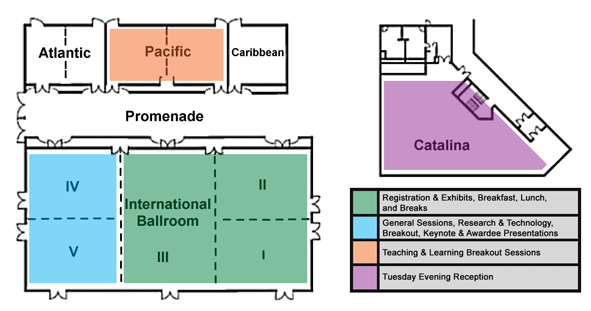 Atlantic
Pacific
Caribbean
Promenade
IV
II
International
Ballroom
V
III
I
Catalina
Registration & Exhibits, Breakfast, Lunch,
and Breaks
General Sessions, Research & Technology,
Breakout, Keynote & Awardee Presentations
Teaching & Learning Breakout Sessions
Tuesday Evening Reception